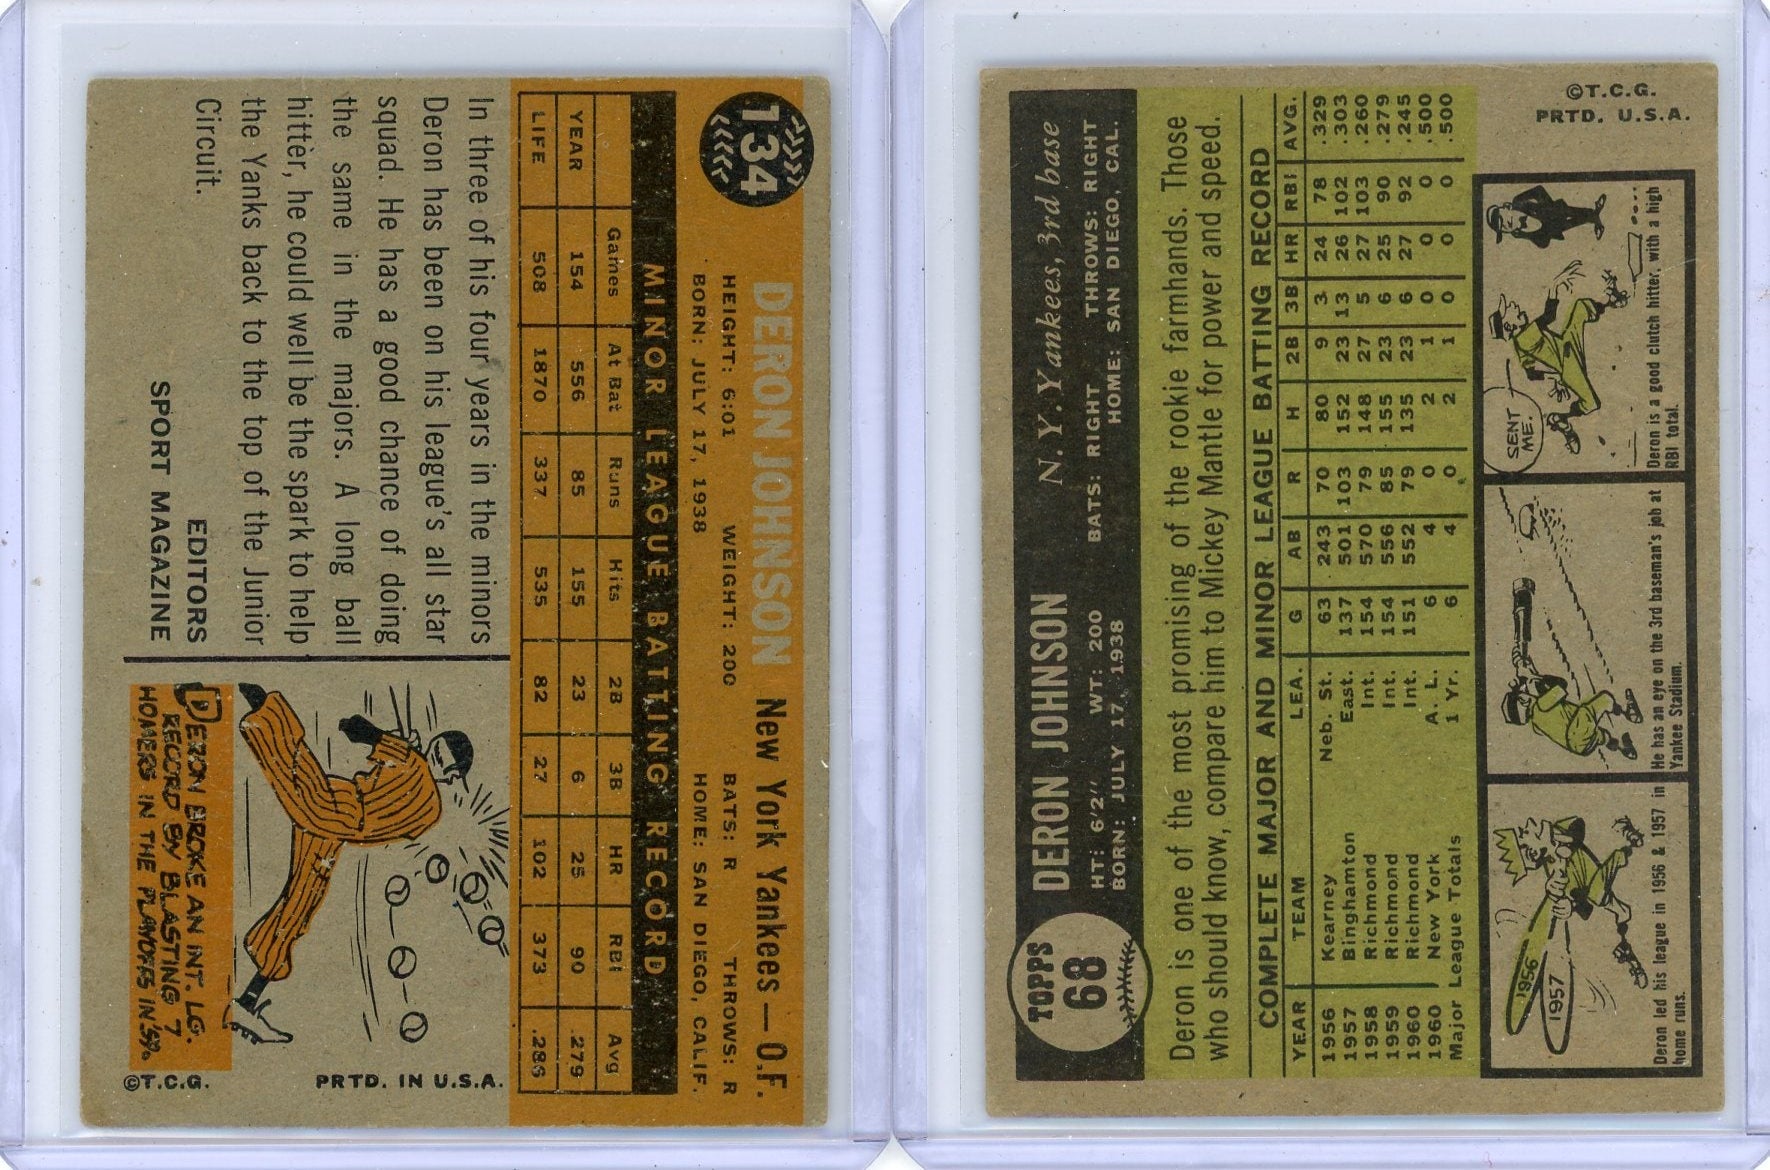 134
DERON JOHNSON New York Yankees—O.F.
HEIGHT: 6:01 WEIGHT: 200 BATS: R THROWS: R
BORN: JULY 17, 1938 HOME: SAN DIEGO, CALIF.
MINOR LEAGUE BATTING RECORD
Games At Bat Runs Hits 2B 3B HR RBI Avg
YEAR 154 556 85 155 23 6 25 90 .279
LIFE 508 1870 337 535 82 27 102 373 .286
In three of his four years in the minors
Deron has been on his league's all star
squad. He has a good chance of doing
the same in the majors. A long ball
hitter, he could well be the spark to help
the Yanks back to the top of the Junior
Circuit.
EDITORS
SPORT MAGAZINE
DERON BROKE AN INT. LG.
RECORD BY BLASTING 7
HOMERS IN THE PLAYOFFS IN '59.
©T.C.G. PRTD. IN U.S.A.
TOPPS
68
DERON JOHNSON N. Y. Yankees, 3rd base
HT: 6'2" WT: 200 BATS: RIGHT THROWS: RIGHT
BORN: JULY 17, 1938 HOME: SAN DIEGO, CAL.
Deron is one of the most promising of the rookie farmhands. Those
who should know, compare him to Mickey Mantle for power and speed.
COMPLETE MAJOR AND MINOR LEAGUE BATTING RECORD
YEAR TEAM LEA. G AB R H 2B 3B HR RBI AVG.
1956 Kearney Neb. St. 63 243 70 80 9 3 24 78 .329
1957 Binghamton East. 137 501 103 152 23 13 26 102 .303
1958 Richmond Int. 154 570 79 148 27 5 27 103 .260
1959 Richmond Int. 154 556 85 155 23 6 25 90 .279
1960 Richmond Int. 151 552 79 135 23 6 27 92 .245
1960 New York A. L. 6 4 0 2 1 0 0 0 .500
Major League Totals 1 Yr. 6 4 0 2 1 0 0 0 .500
1956
1957
Deron led his league in 1956 & 1957 in
home runs.
He has an eye on the 3rd baseman's job at
Yankee Stadium.
SENT
ME!
Deron is a good clutch hitter, with a high
RBI total.
©T.C.G.
PRTD. U.S.A.